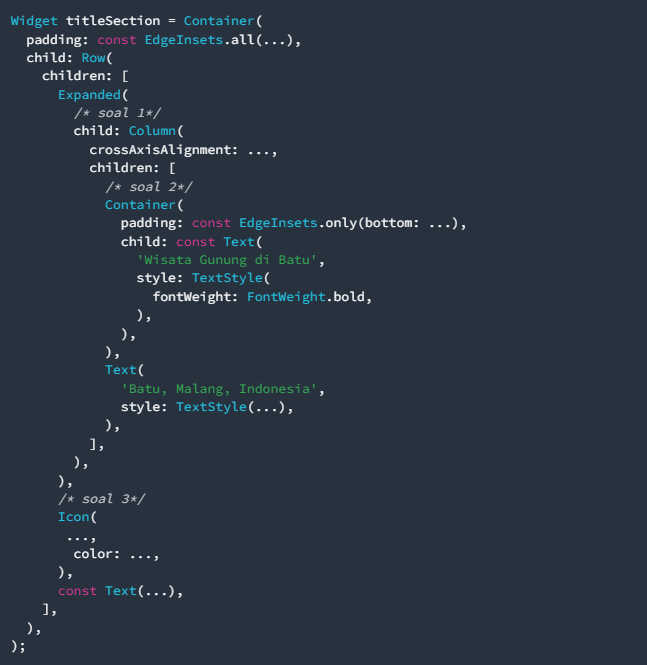 Widget titleSection = Container(
  padding: const EdgeInsets.all(...),
  child: Row(
    children: [
      Expanded(
        /* soal 1*/
        child: Column(
          crossAxisAlignment: ...,
          children: [
            /* soal 2*/
            Container(
              padding: const EdgeInsets.only(bottom: ...),
              child: const Text(
                'Wisata Gunung di Batu',
                style: TextStyle(
                  fontWeight: FontWeight.bold,
                ),
              ),
            ),
            Text(
              'Batu, Malang, Indonesia',
              style: TextStyle(...),
            ),
          ],
        ),
      ),
      /* soal 3*/
      Icon(
       ...,
        color: ...,
      ),
      const Text(...),
    ],
  ),
);